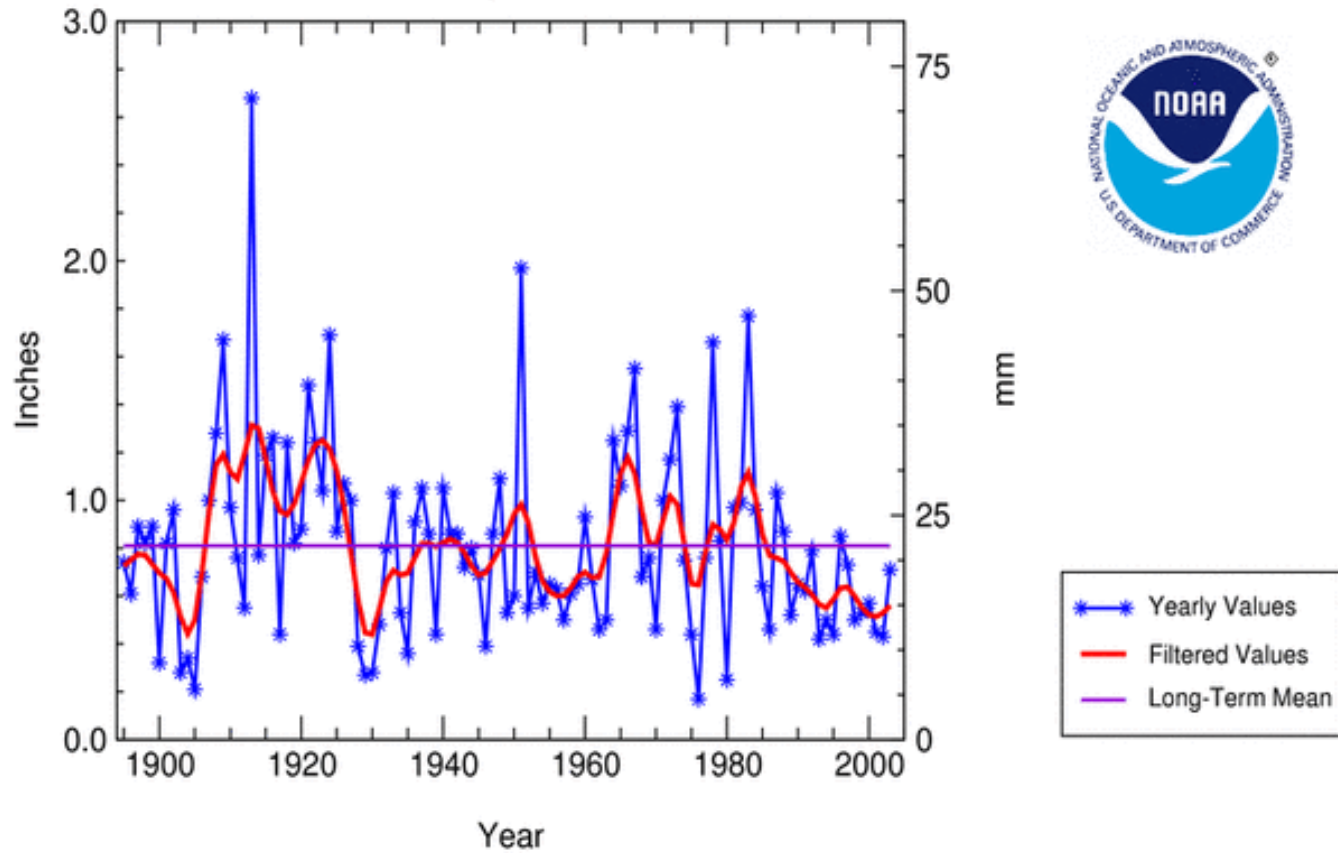 3.0
2.0
1.0
0.0
Inches
1900 1920 1940 1960 1980 2000
Year
75
50
25
0
mm
NATIONAL OCEANIC AND ATMOSPHERIC ADMINISTRATION
NOAA
U.S. DEPARTMENT OF COMMERCE
®
Yearly Values
Filtered Values
Long-Term Mean